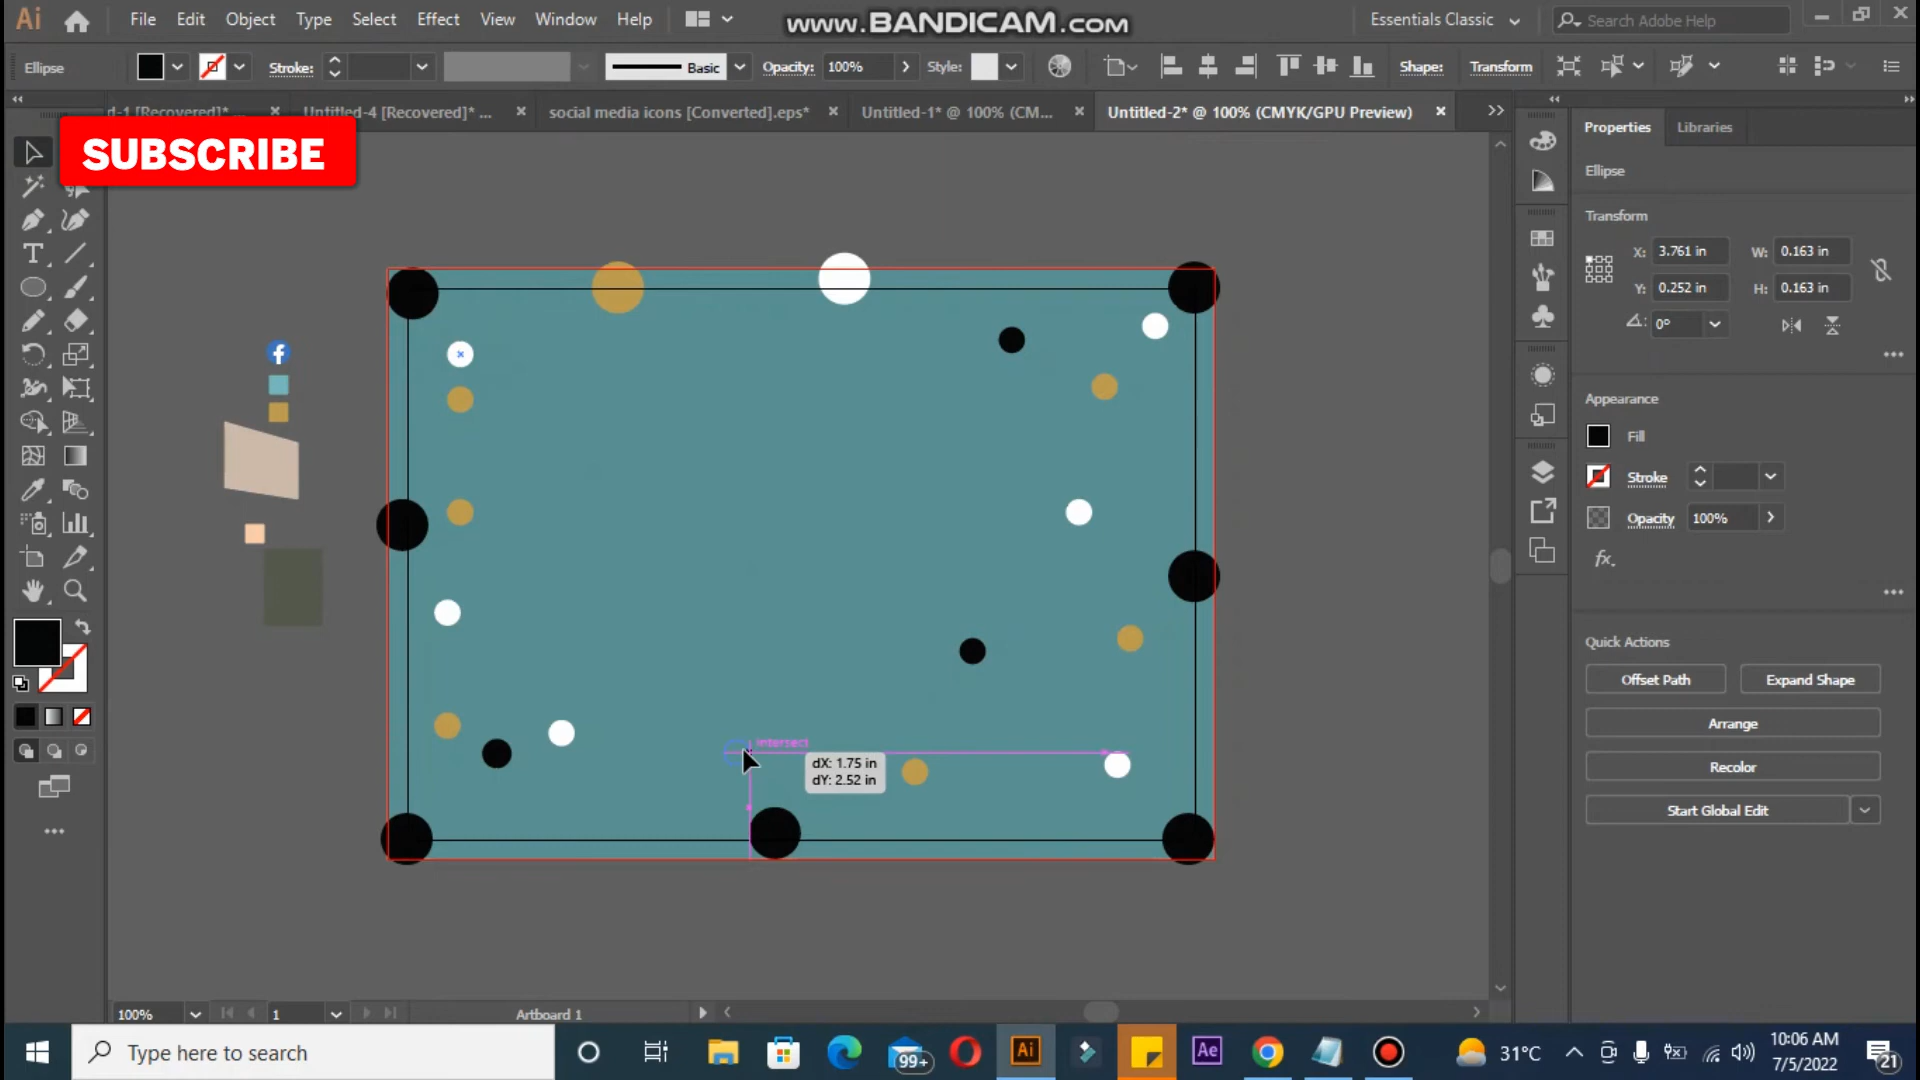 Ai File Edit Object Type Select Effect View Window Help
www.BANDICAM.com
Essentials Classic
Search Adobe Help
Ellipse
Stroke:
Basic
Opacity: 100%
Style:
Shape:
Transform
d-1 [Recovered]*
Untitled-4 [Recovered]* ...
social media icons [Converted].eps*
Untitled-1* @ 100% (CM...
Untitled-2* @ 100% (CMYK/GPU Preview)
SUBSCRIBE
Properties
Libraries
Ellipse
Transform
X: 3.761 in W: 0.163 in
Y: 0.252 in H: 0.163 in
0°
Appearance
Fill
Stroke
Opacity 100%
fx.
Quick Actions
Offset Path
Expand Shape
Arrange
Recolor
Start Global Edit
intersect
dX: 1.75 in
dY: 2.52 in
100%
1
Artboard 1
Type here to search
99+
Ai
Ae
31°C
10:06 AM
7/5/2022
21